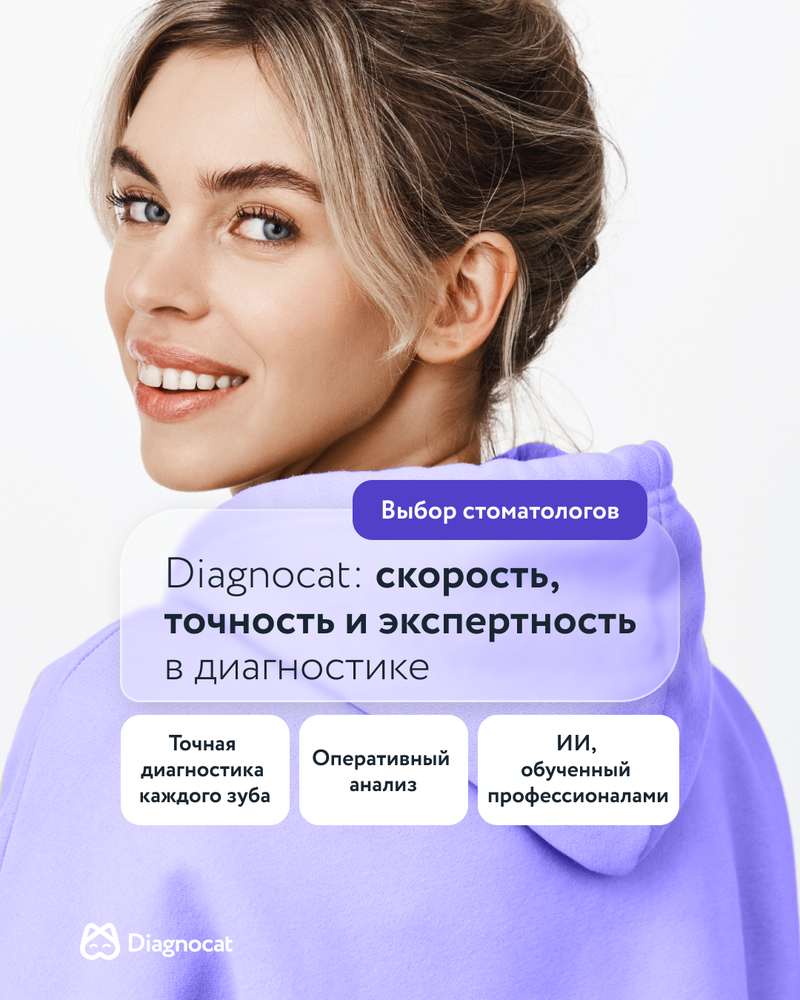 Выбор стоматологов
Diagnocat: скорость,
точность и экспертность
в диагностике
Точная
диагностика
каждого зуба
Оперативный
анализ
ИИ,
обученный
профессионалами
Diagnocat